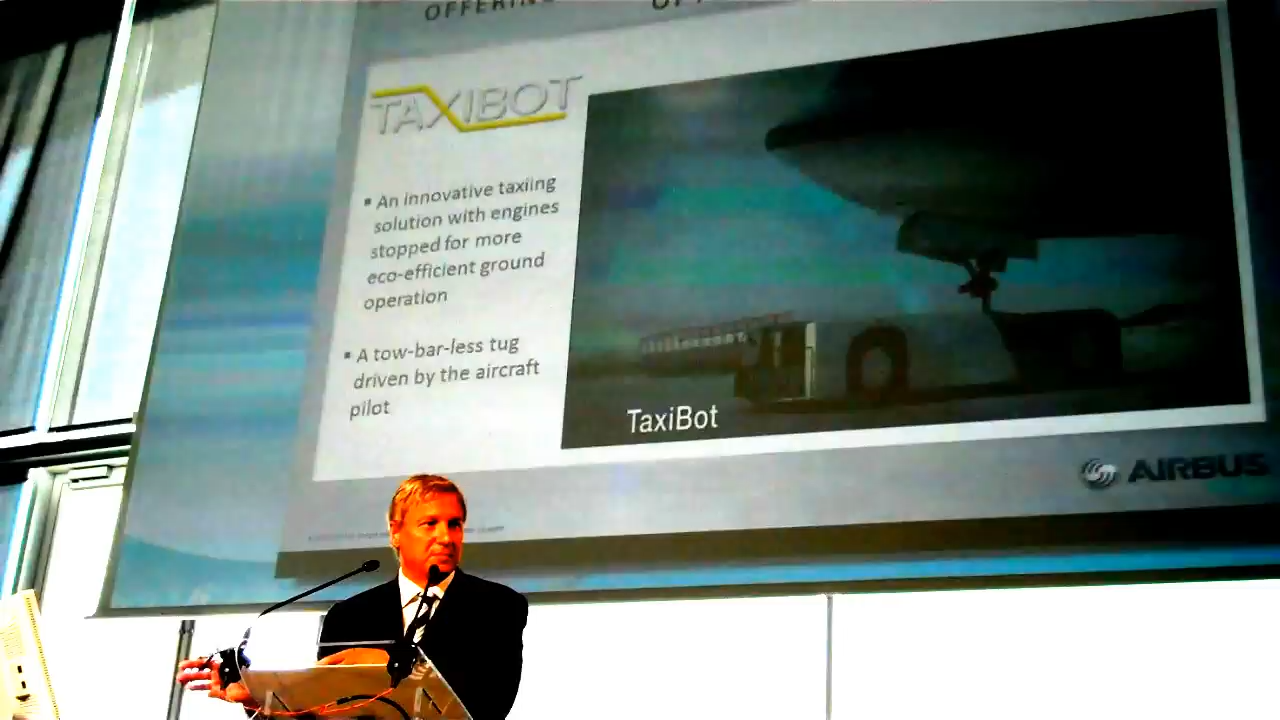 OFFERING
TAXIBOT
▪ An innovative taxiing
solution with engines
stopped for more
eco-efficient ground
operation
▪ A tow-bar-less tug
driven by the aircraft
pilot
TaxiBot
AIRBUS